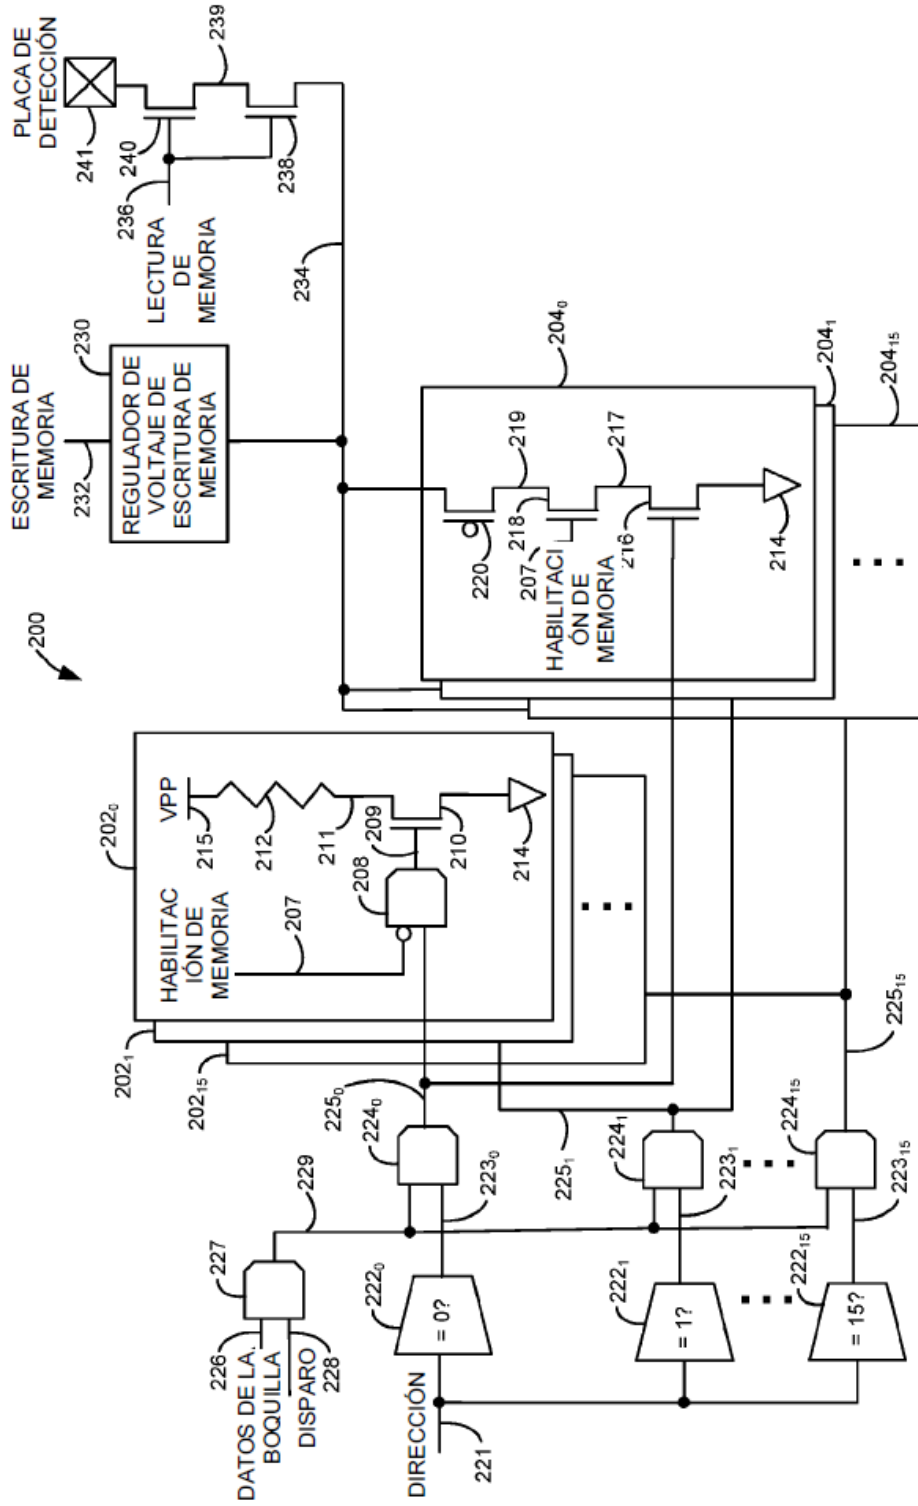 200
DATOS DE LA
BOQUILLA
226
DISPARO
228
227
229
DIRECCIÓN
221
222₀
= 0?
223₀
224₀
225₀
222₁
= 1?
223₁
224₁
225₁
222₁₅
= 15?
223₁₅
224₁₅
225₁₅
202₀
202₁
202₁₅
HABILITAC
IÓN DE
MEMORIA
207
VPP
215
212
211
209
208
210
214
ESCRITURA DE
MEMORIA
232
230
REGULADOR DE
VOLTAJE DE
ESCRITURA DE
MEMORIA
PLACA DE
DETECCIÓN
241
239
240
238
236
LECTURA
DE
MEMORIA
234
204₀
204₁
204₁₅
220
219
218
217
207
HABILITACI
ÓN DE
MEMORIA
216
214